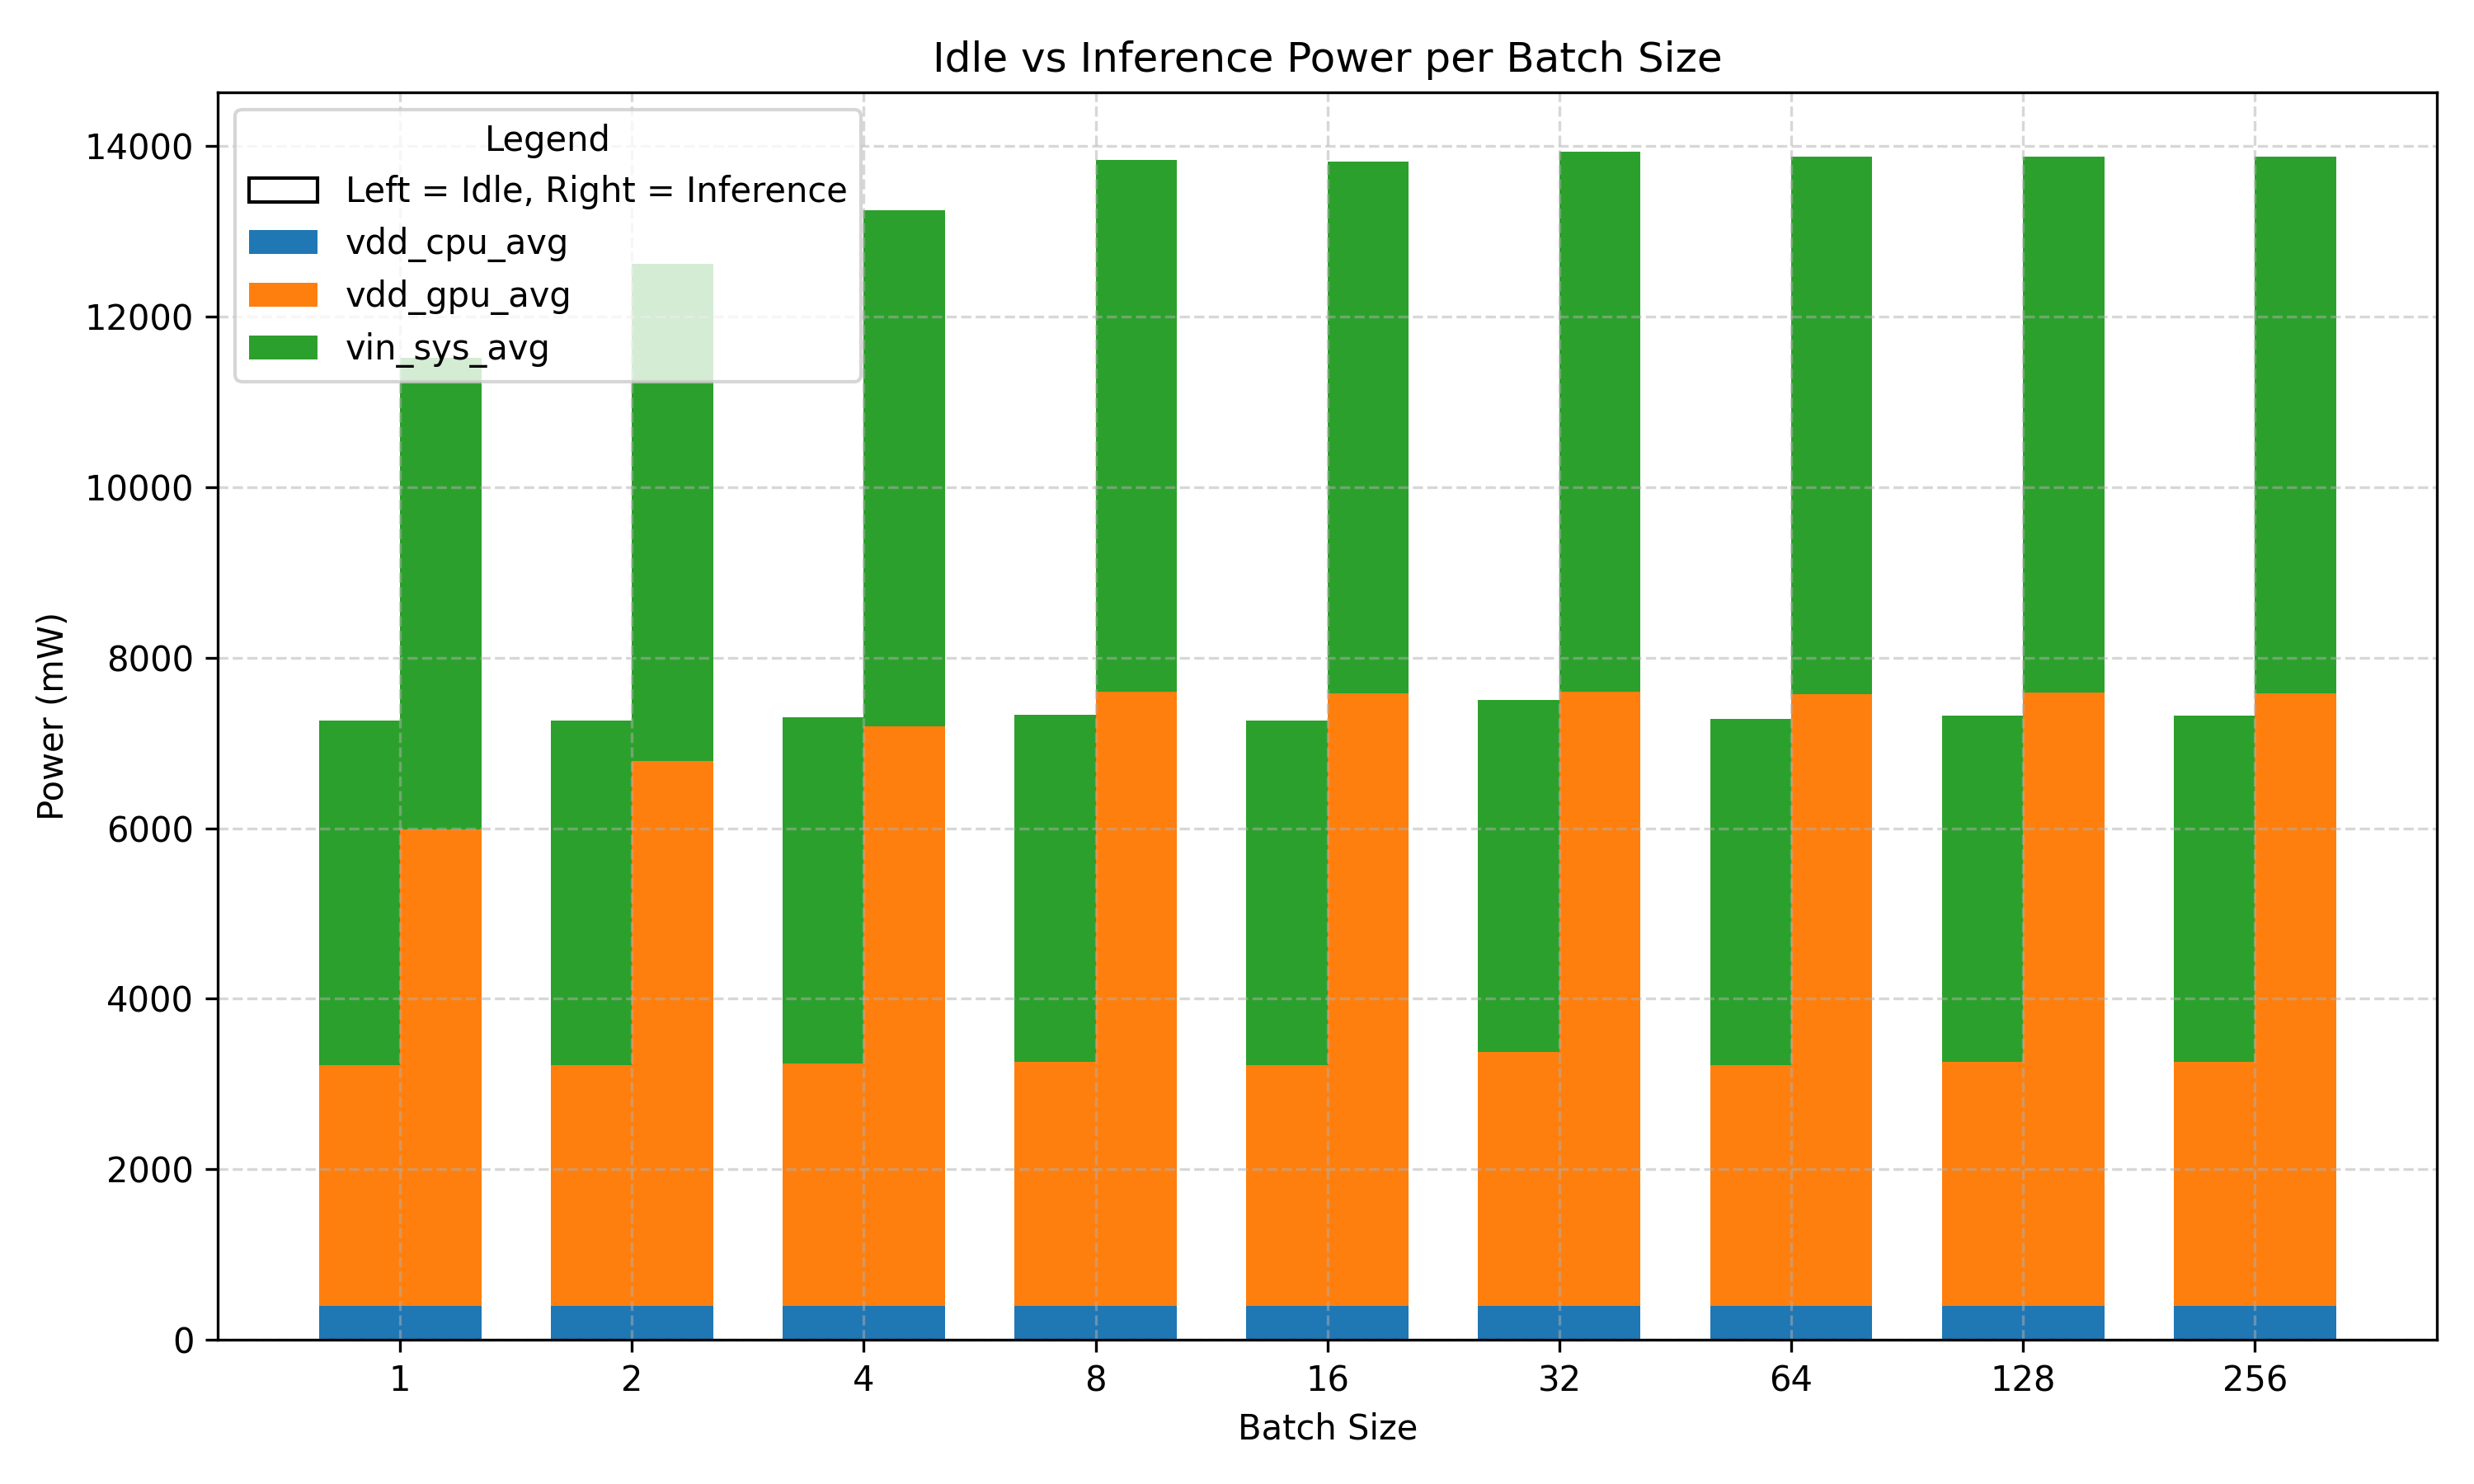 Idle vs Inference Power per Batch Size
Legend
Left = Idle, Right = Inference
vdd_cpu_avg
vdd_gpu_avg
vin_sys_avg
14000
12000
10000
8000
6000
4000
2000
0
Power (mW)
1 2 4 8 16 32 64 128 256
Batch Size